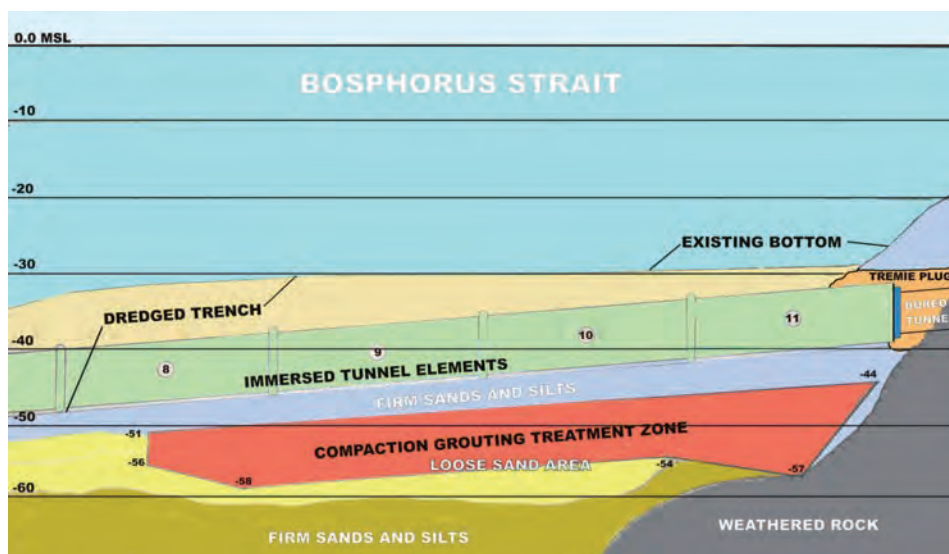 0.0 MSL
BOSPHORUS STRAIT
-10
-20
EXISTING BOTTOM
-30
TREMIE PLUG
DREDGED TRENCH
BORED
TUNNEL
11
10
9
8
-40
IMMERSED TUNNEL ELEMENTS
FIRM SANDS AND SILTS
-44
-50
-51
COMPACTION GROUTING TREATMENT ZONE
-56
LOOSE SAND AREA
-54
-57
-58
-60
WEATHERED ROCK
FIRM SANDS AND SILTS